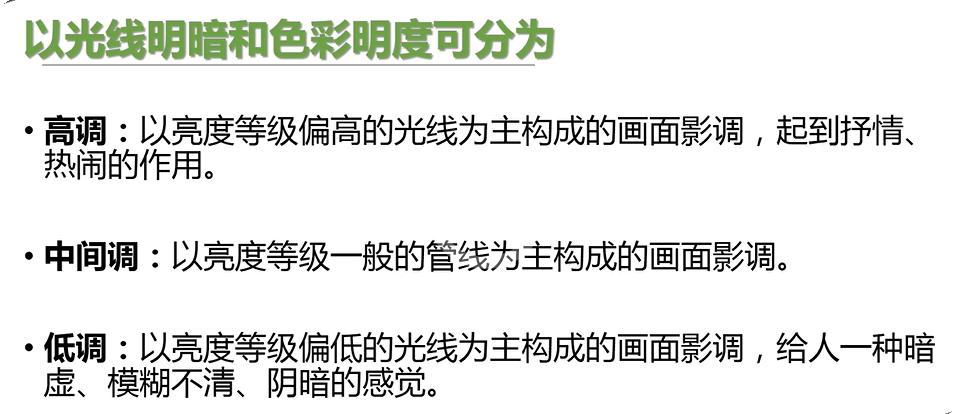 以光线明暗和色彩明度可分为
• 高调：以亮度等级偏高的光线为主构成的画面影调，起到抒情、
热闹的作用。
• 中间调：以亮度等级一般的管线为主构成的画面影调。
• 低调：以亮度等级偏低的光线为主构成的画面影调，给人一种暗
虚、模糊不清、阴暗的感觉。